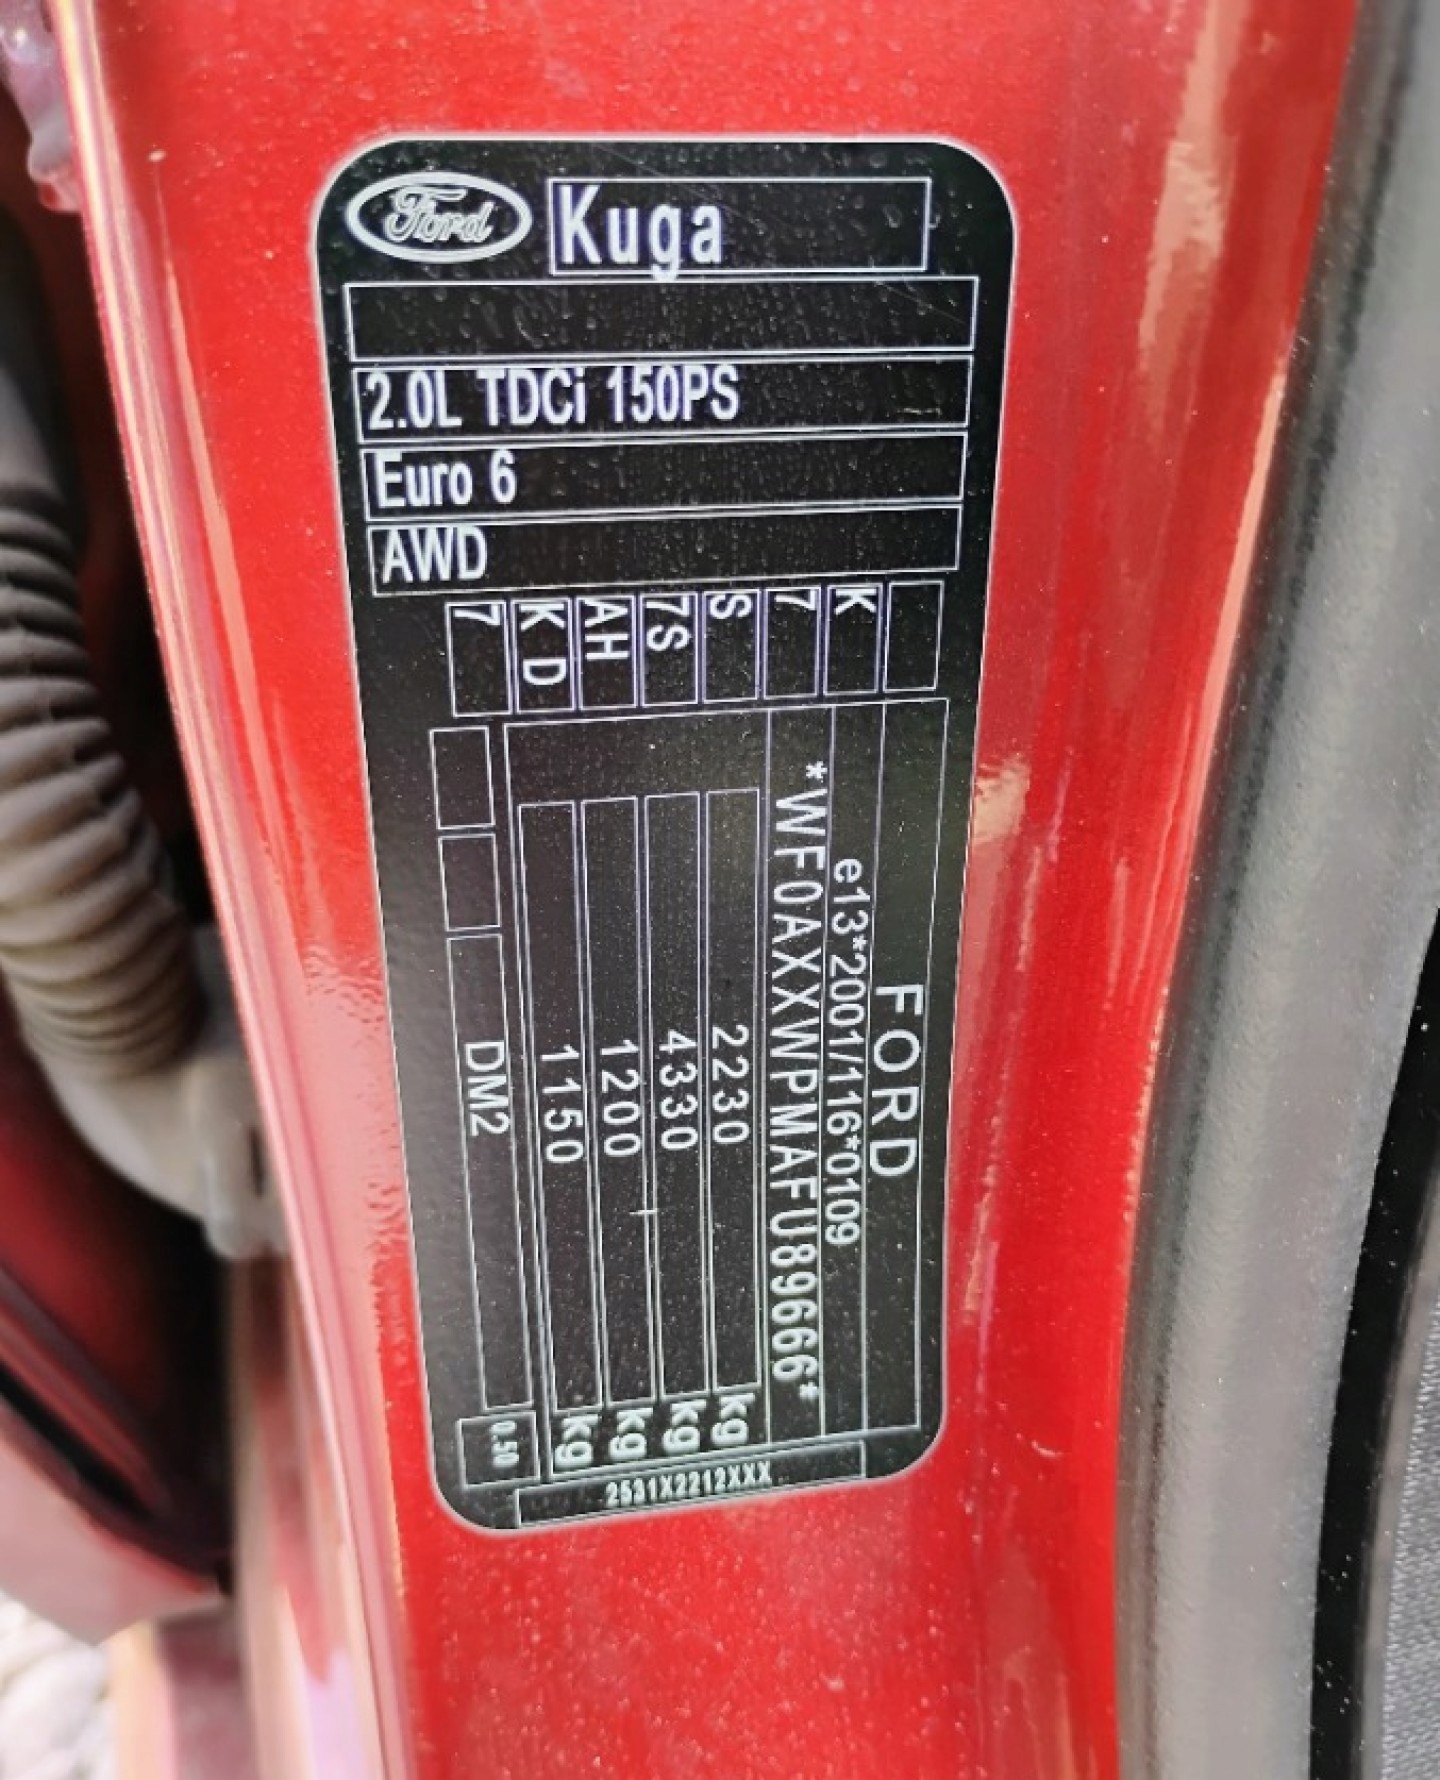 Ford
Kuga
2.0L TDCi 150PS
Euro 6
AWD
K
7
S
7S
AH
KD
7
FORD
e13*2001/116*0109
*WF0AXXWPMAFU89666*
2230 kg
4330 kg
1200 kg
1150 kg
DM2
0.50
2531X2212XXX